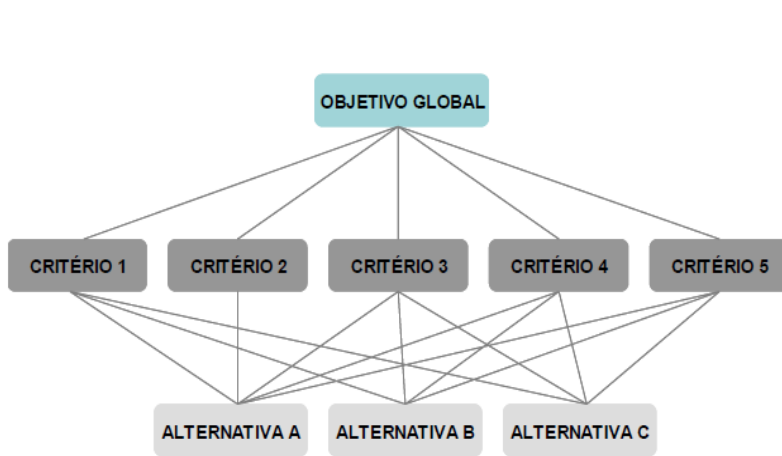 OBJETIVO GLOBAL
CRITÉRIO 1
CRITÉRIO 2
CRITÉRIO 3
CRITÉRIO 4
CRITÉRIO 5
ALTERNATIVA A
ALTERNATIVA B
ALTERNATIVA C